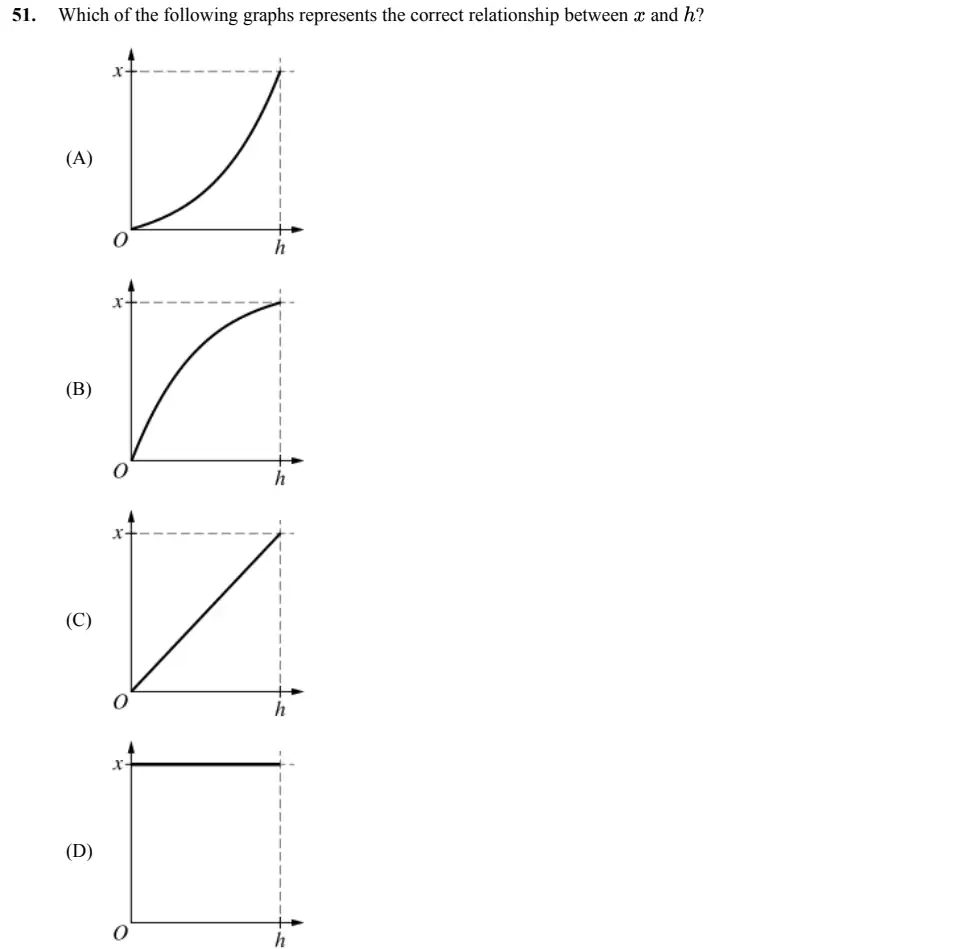 51. Which of the following graphs represents the correct relationship between x and h?
x
(A)
O
h
x
(B)
O
h
x
(C)
O
h
x
(D)
O
h